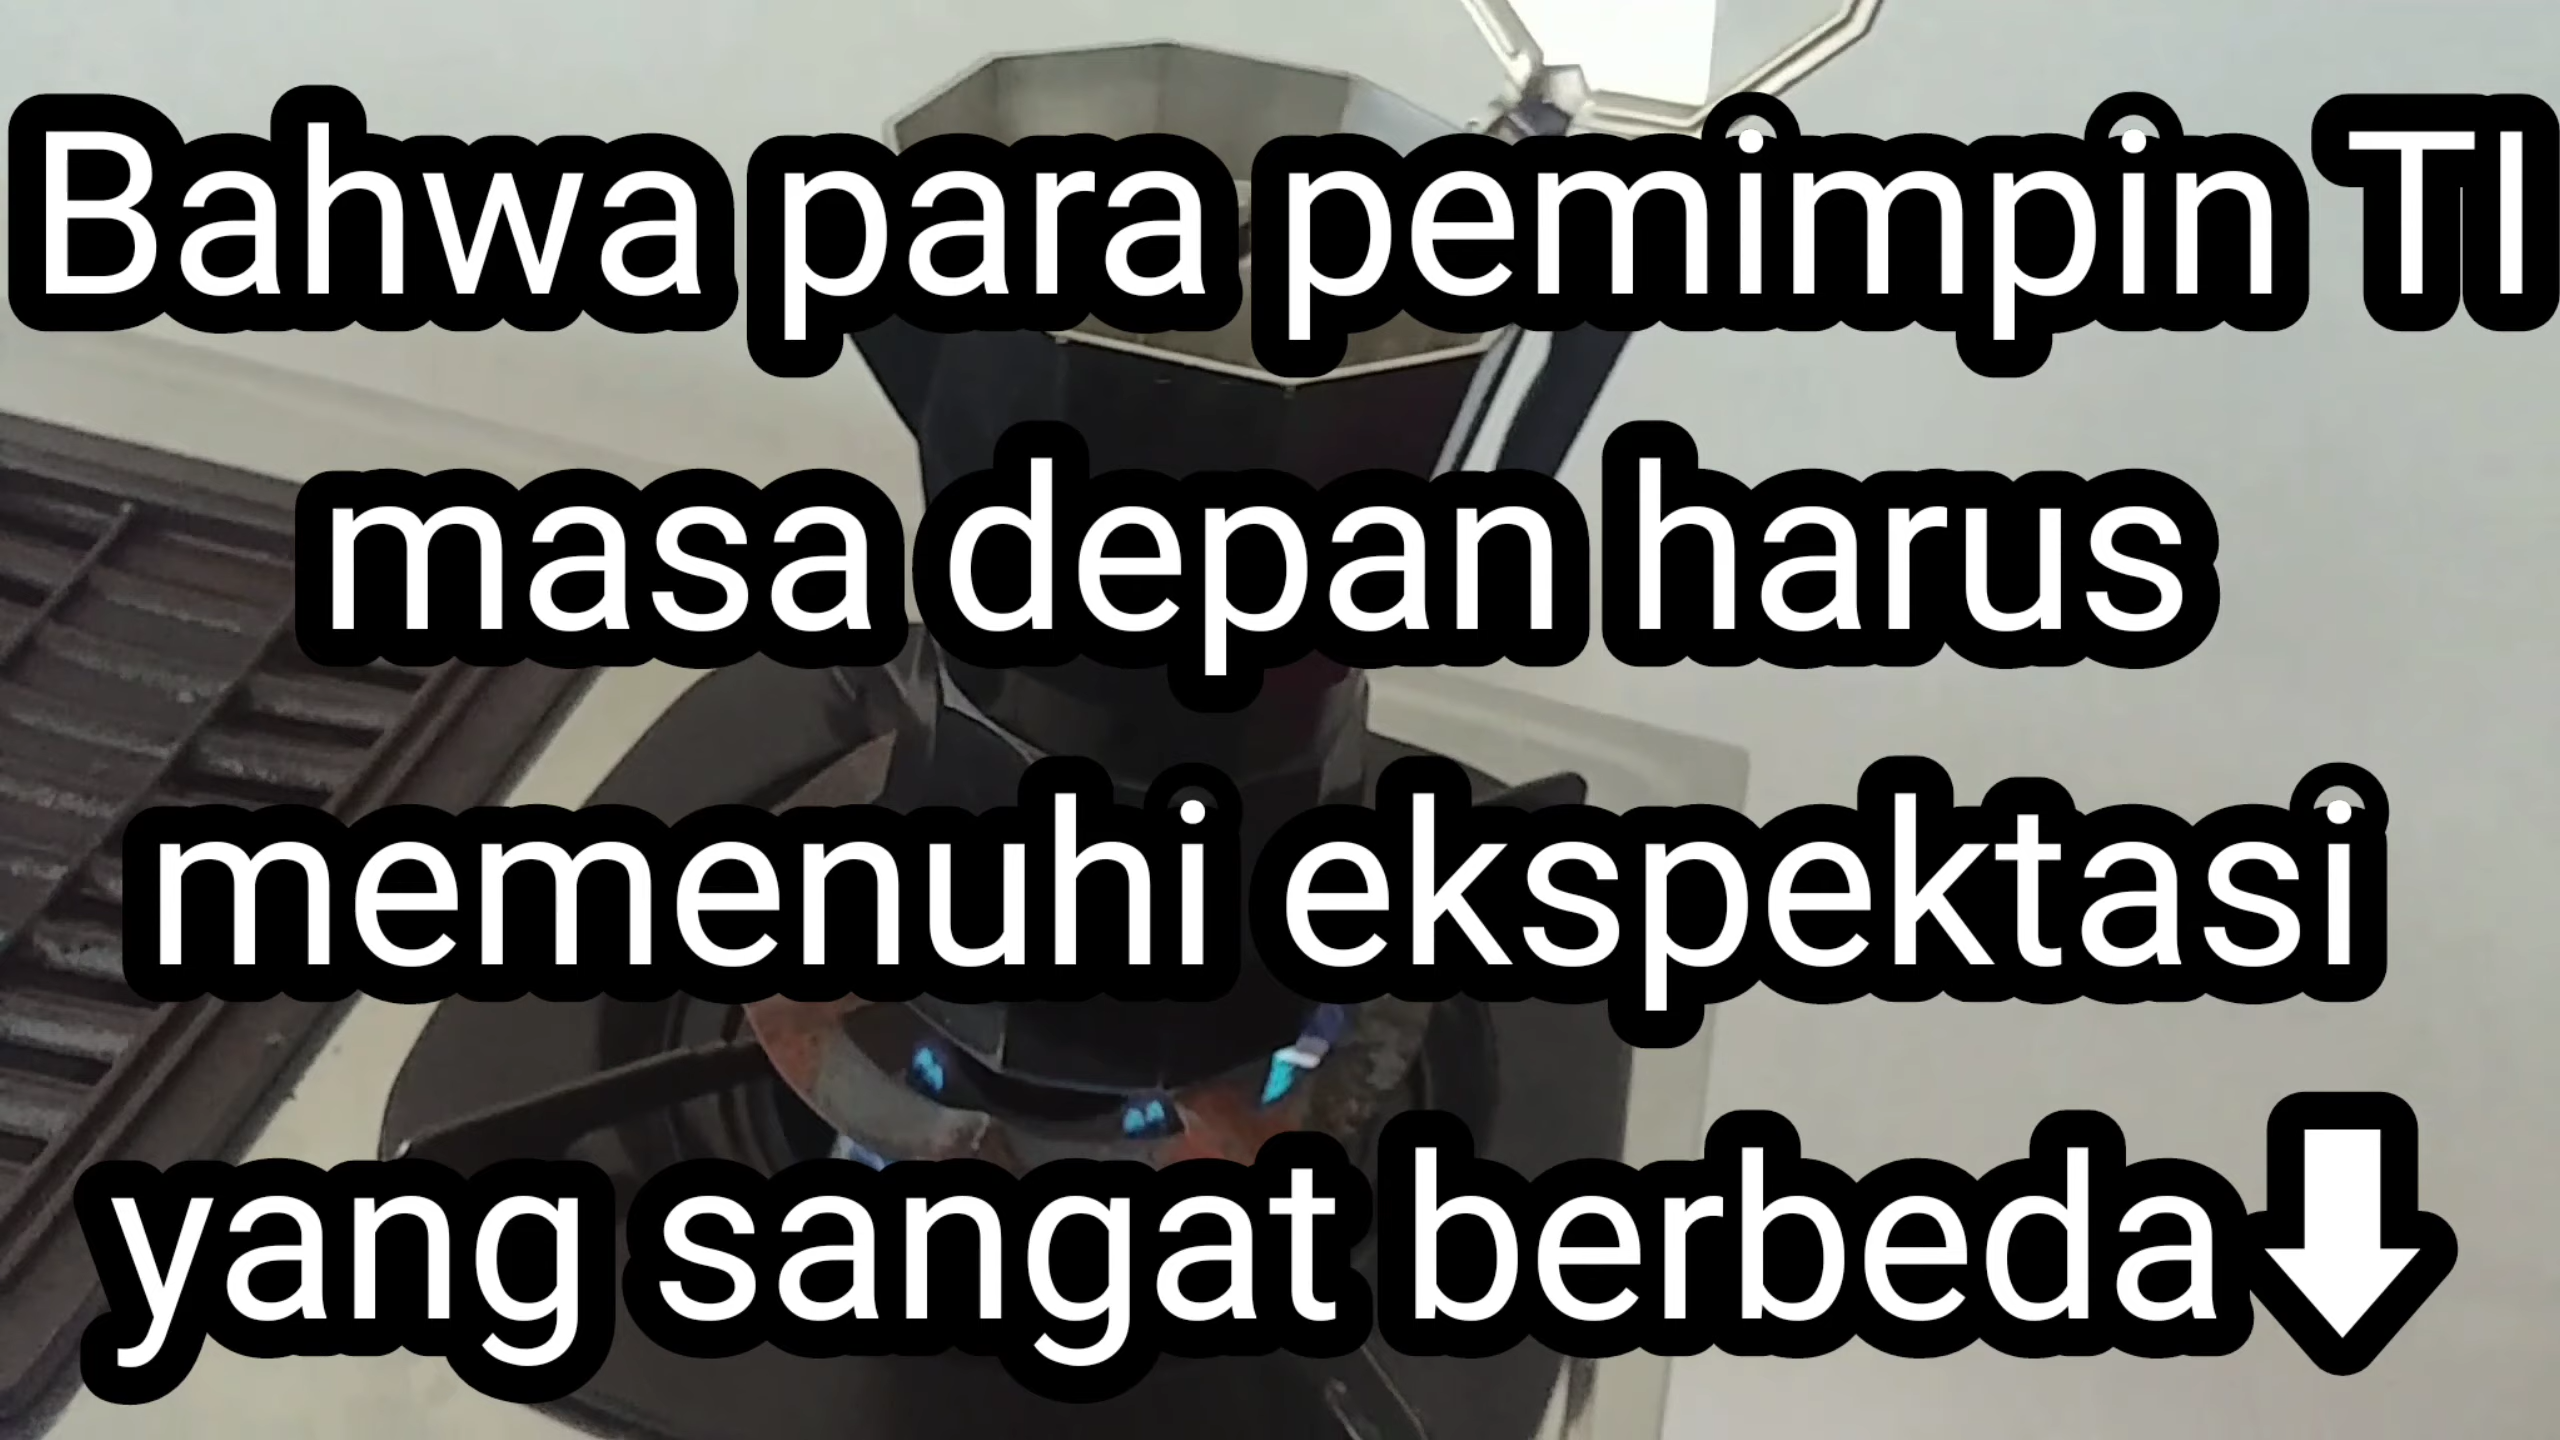 Bahwa para pemimpin TI
masa depan harus
memenuhi ekspektasi
yang sangat berbeda⬇